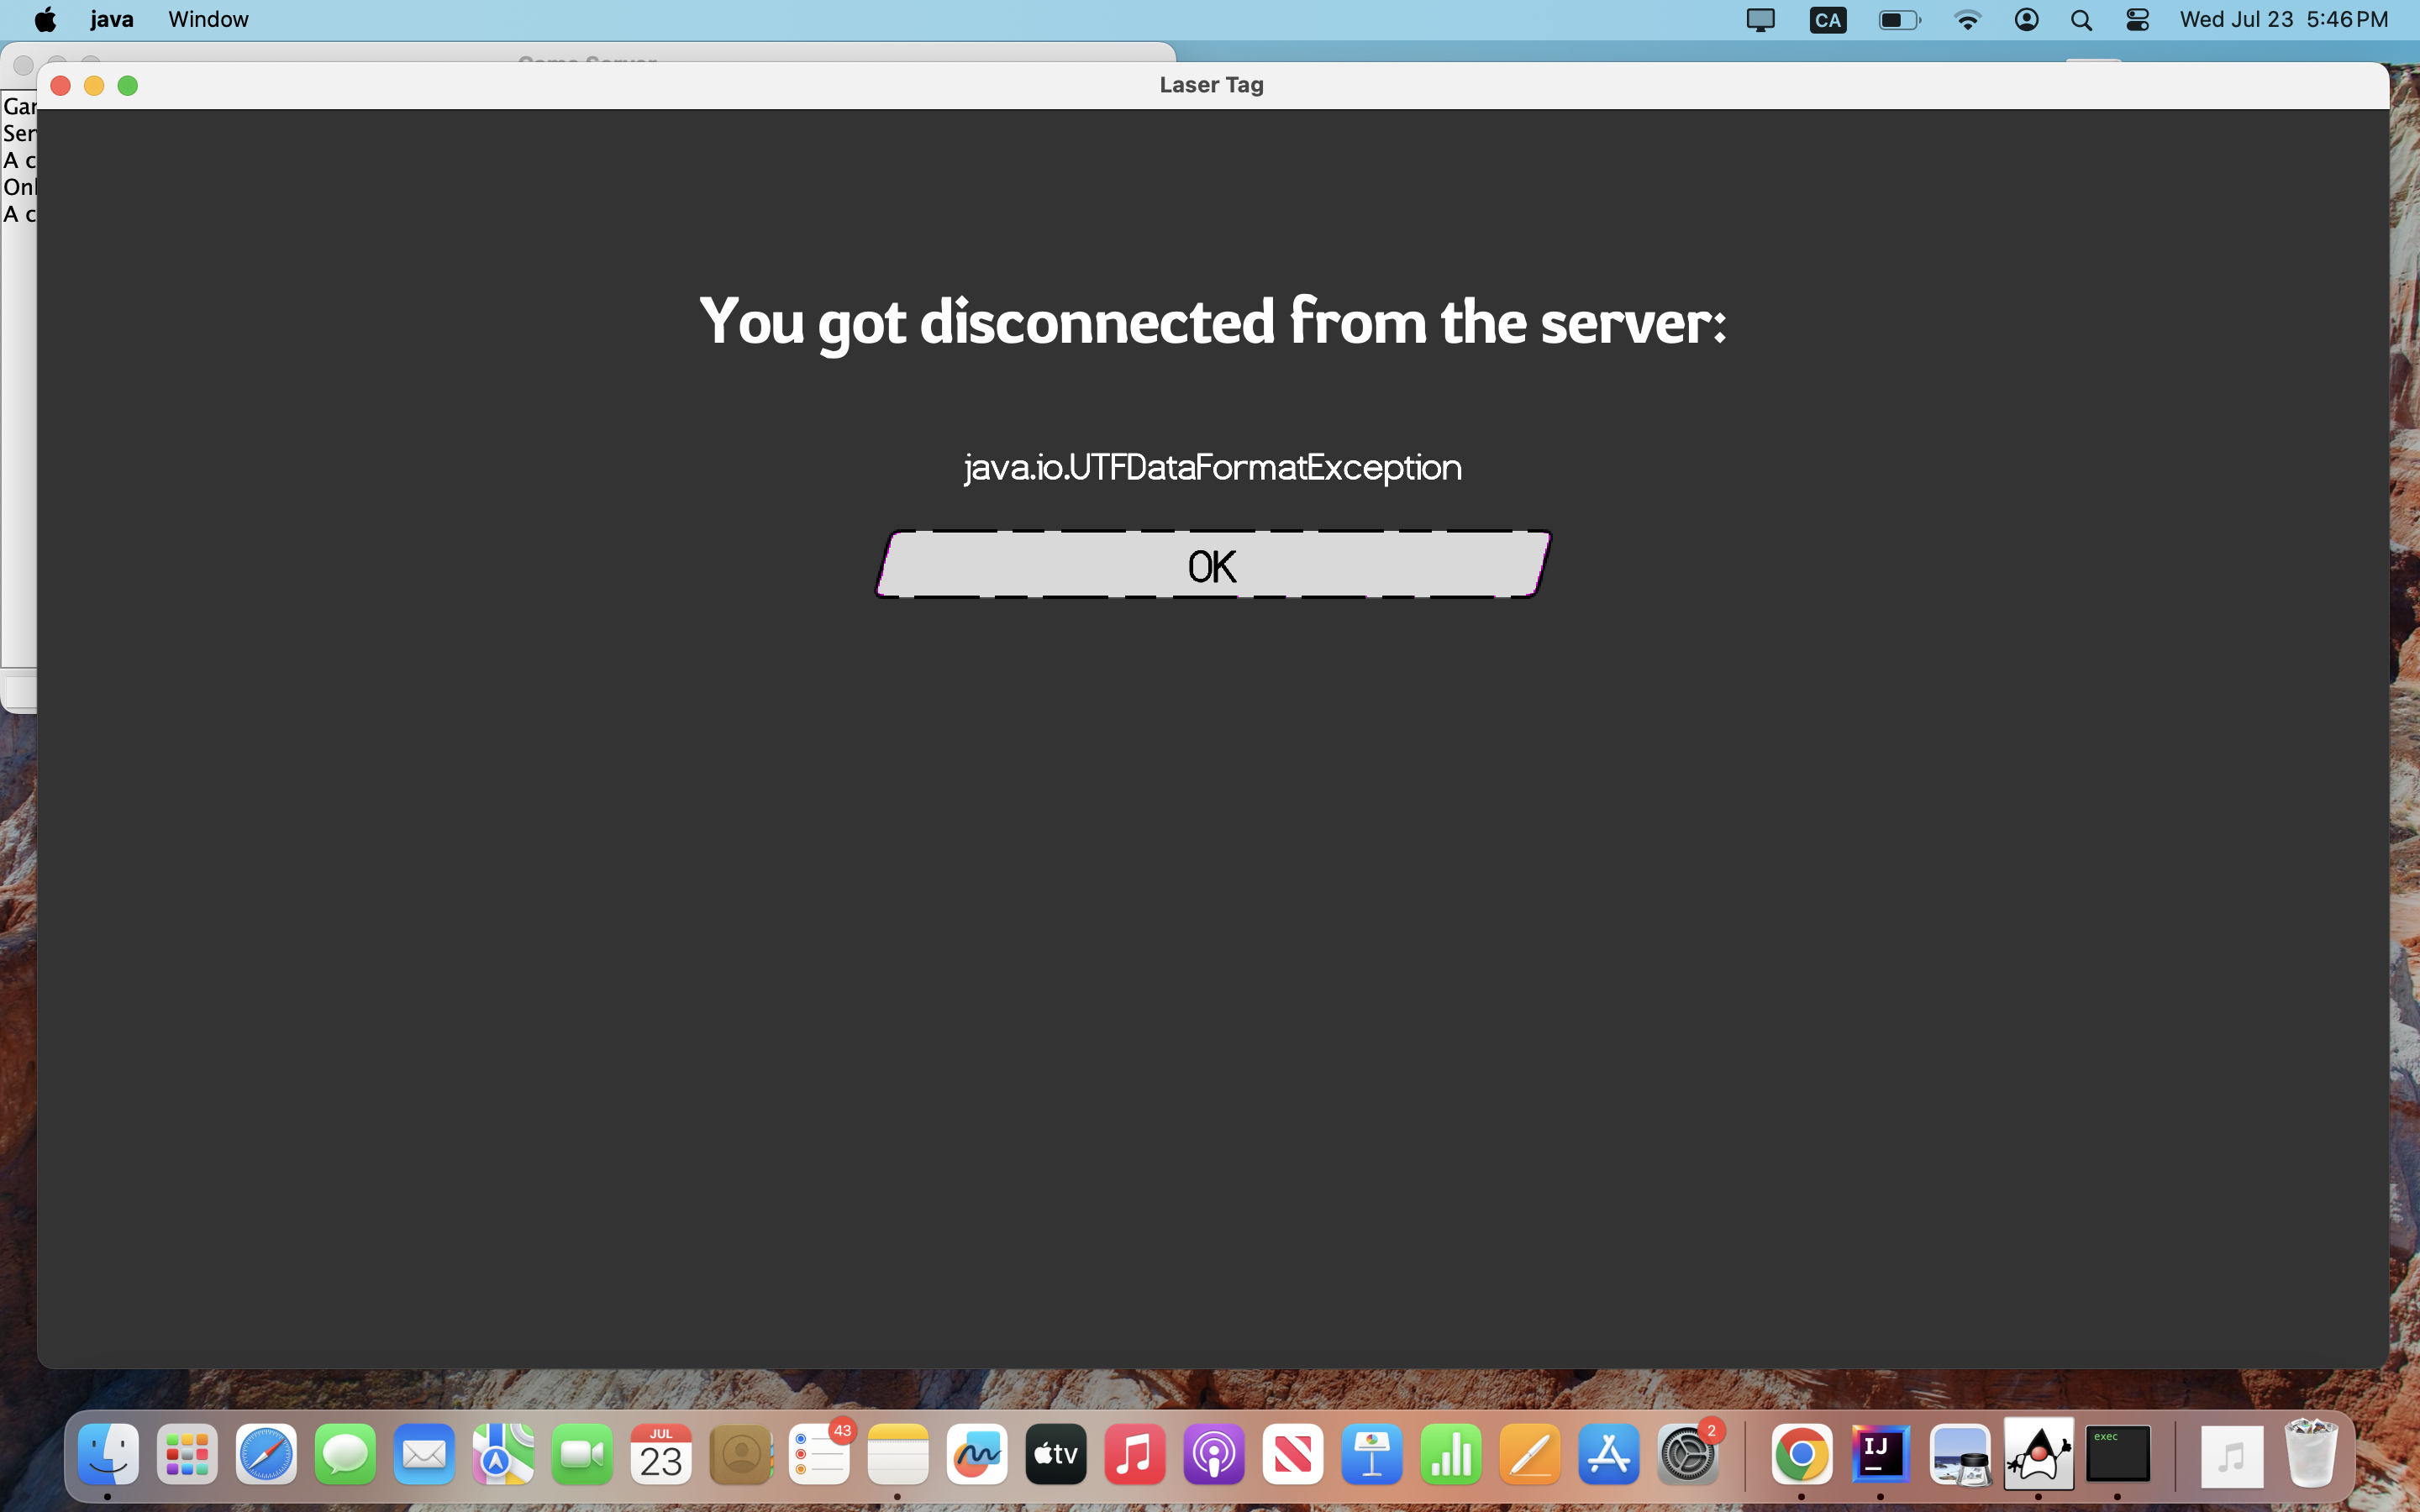 java Window CA Wed Jul 23 5:46 PM
Laser Tag
A c
A c
You got disconnected from the server:
java.io.UTFDataFormatException
OK
JUL
23
43
tv
2
IJ
exec